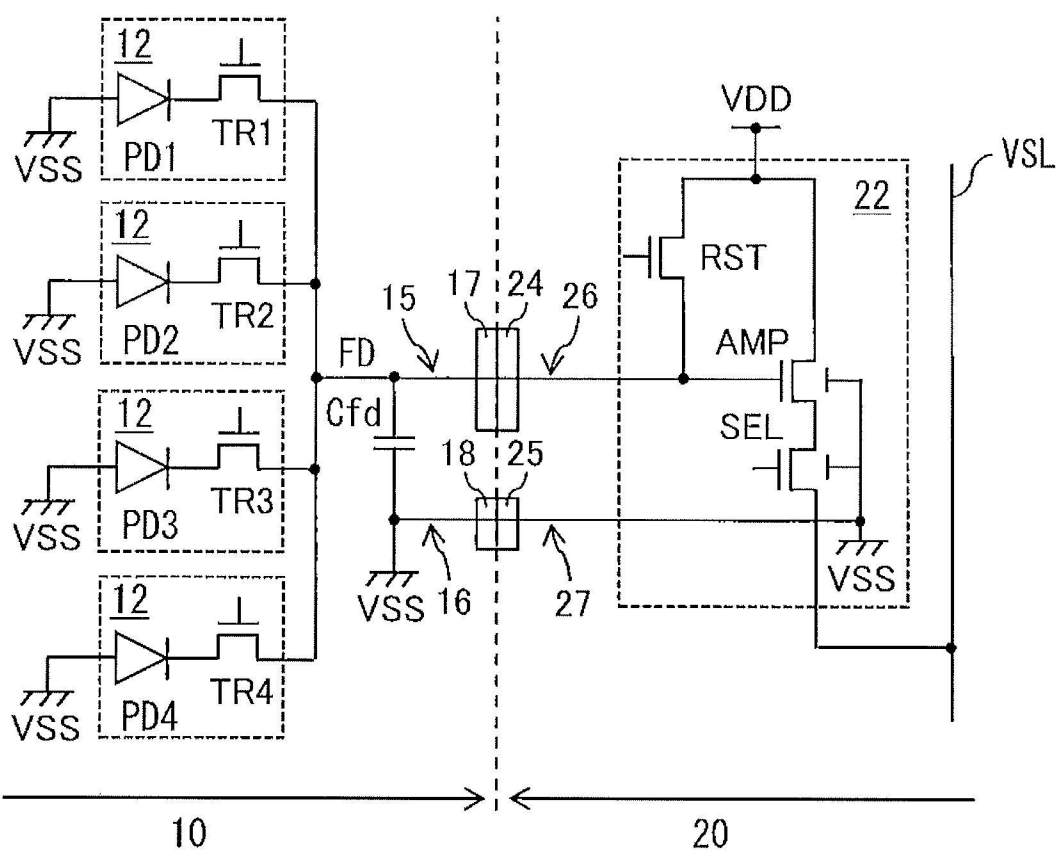 12
VSS
PD1
TR1
12
VSS
PD2
TR2
12
VSS
PD3
TR3
12
VSS
PD4
TR4
FD
Cfd
15
17
24
26
18
25
VSS
16
27
VDD
22
RST
AMP
SEL
VSS
VSL
10
20